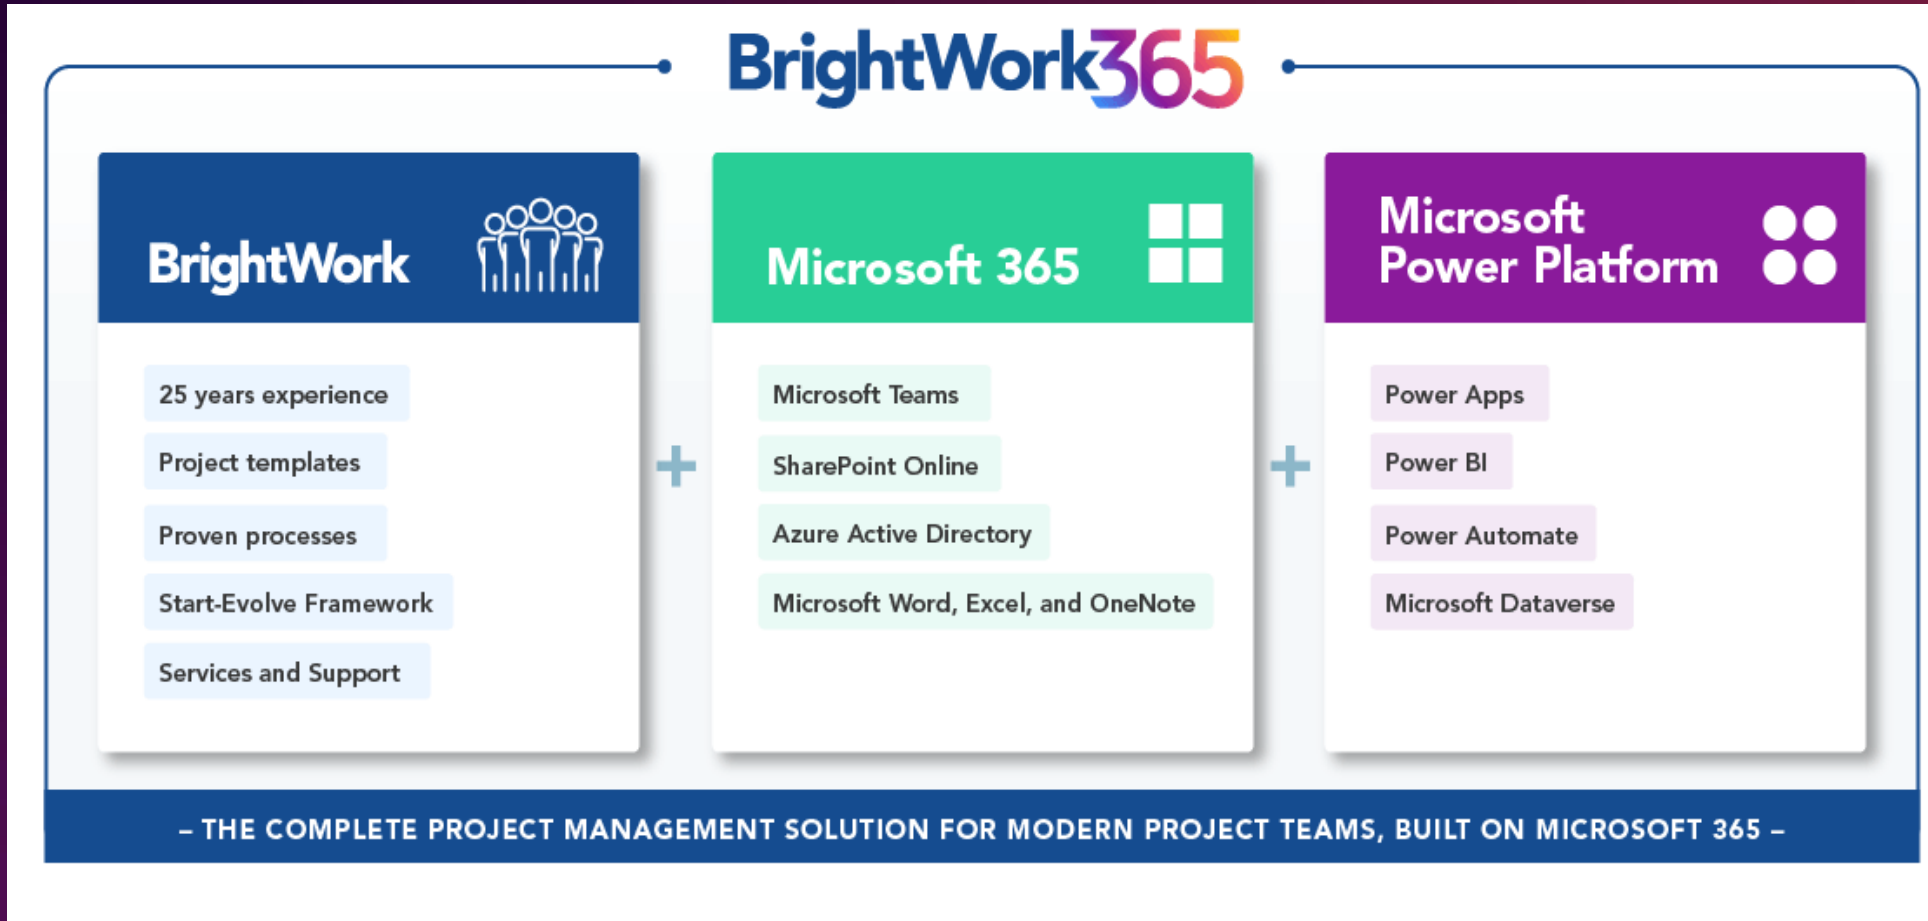 BrightWork365
BrightWork
25 years experience
Project templates
Proven processes
Start-Evolve Framework
Services and Support
+
Microsoft 365
Microsoft Teams
SharePoint Online
Azure Active Directory
Microsoft Word, Excel, and OneNote
+
Microsoft
Power Platform
Power Apps
Power BI
Power Automate
Microsoft Dataverse
– THE COMPLETE PROJECT MANAGEMENT SOLUTION FOR MODERN PROJECT TEAMS, BUILT ON MICROSOFT 365 –